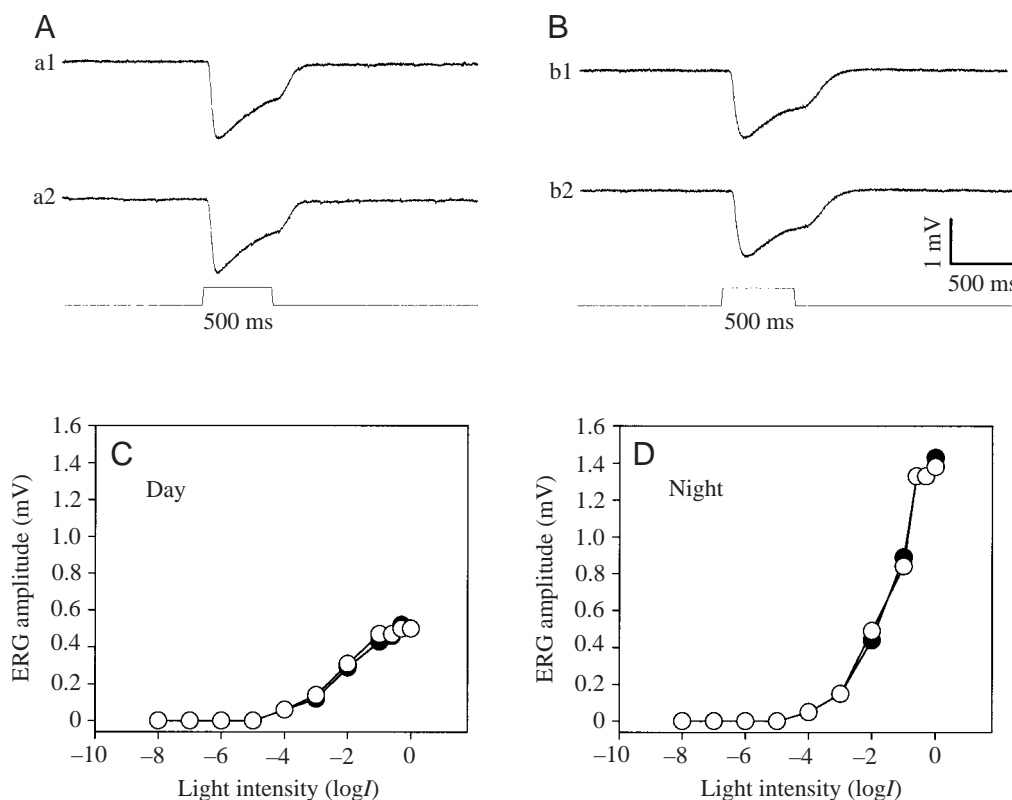 A
B
a1
b1
a2
b2
1 mV
500 ms
500 ms
500 ms
C
Day
1.6
1.4
1.2
1.0
0.8
0.6
0.4
0.2
0
ERG amplitude (mV)
–10 –8 –6 –4 –2 0
Light intensity (logI)
D
Night
1.6
1.4
1.2
1.0
0.8
0.6
0.4
0.2
0
ERG amplitude (mV)
–10 –8 –6 –4 –2 0
Light intensity (logI)